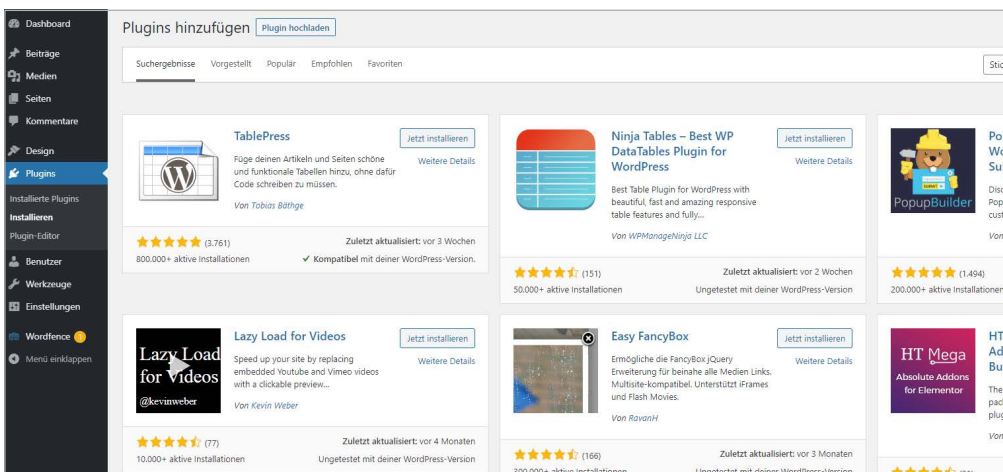 Dashboard
Beiträge
Medien
Seiten
Kommentare
Design
Plugins
Installierte Plugins
Installieren
Plugin-Editor
Benutzer
Werkzeuge
Einstellungen
Wordfence 1
Menü einklappen
Plugins hinzufügen Plugin hochladen
Suchergebnisse Vorgestellt Populär Empfohlen Favoriten
TablePress
Jetzt installieren
Weitere Details
Füge deinen Artikeln und Seiten schöne
und funktionale Tabellen hinzu, ohne dafür
Code schreiben zu müssen.
Von Tobias Bäthge
(3.761)
800.000+ aktive Installationen
Zuletzt aktualisiert: vor 3 Wochen
Kompatibel mit deiner WordPress-Version.
Ninja Tables – Best WP
DataTables Plugin for
WordPress
Jetzt installieren
Weitere Details
Best Table Plugin for WordPress with
beautiful, fast and amazing responsive
table features and fully...
Von WPManageNinja LLC
(151)
50.000+ aktive Installationen
Zuletzt aktualisiert: vor 2 Wochen
Ungetestet mit deiner WordPress-Version
SUBMIT
PopupBuilder
Von
(1.494)
200.000+ aktive Installationen
Lazy Load
for Videos
@kevinweber
Lazy Load for Videos
Jetzt installieren
Weitere Details
Speed up your site by replacing
embedded Youtube and Vimeo videos
with a clickable preview...
Von Kevin Weber
(77)
10.000+ aktive Installationen
Zuletzt aktualisiert: vor 4 Monaten
Ungetestet mit deiner WordPress-Version
Easy FancyBox
Jetzt installieren
Weitere Details
Ermögliche die FancyBox jQuery
Erweiterung für beinahe alle Medien Links.
Multisite-kompatibel. Unterstützt iFrames
und Flash Movies.
Von RavanH
(166)
Zuletzt aktualisiert: vor 3 Monaten
HT Mega
Absolute Addons
for Elementor
HT
The
Von